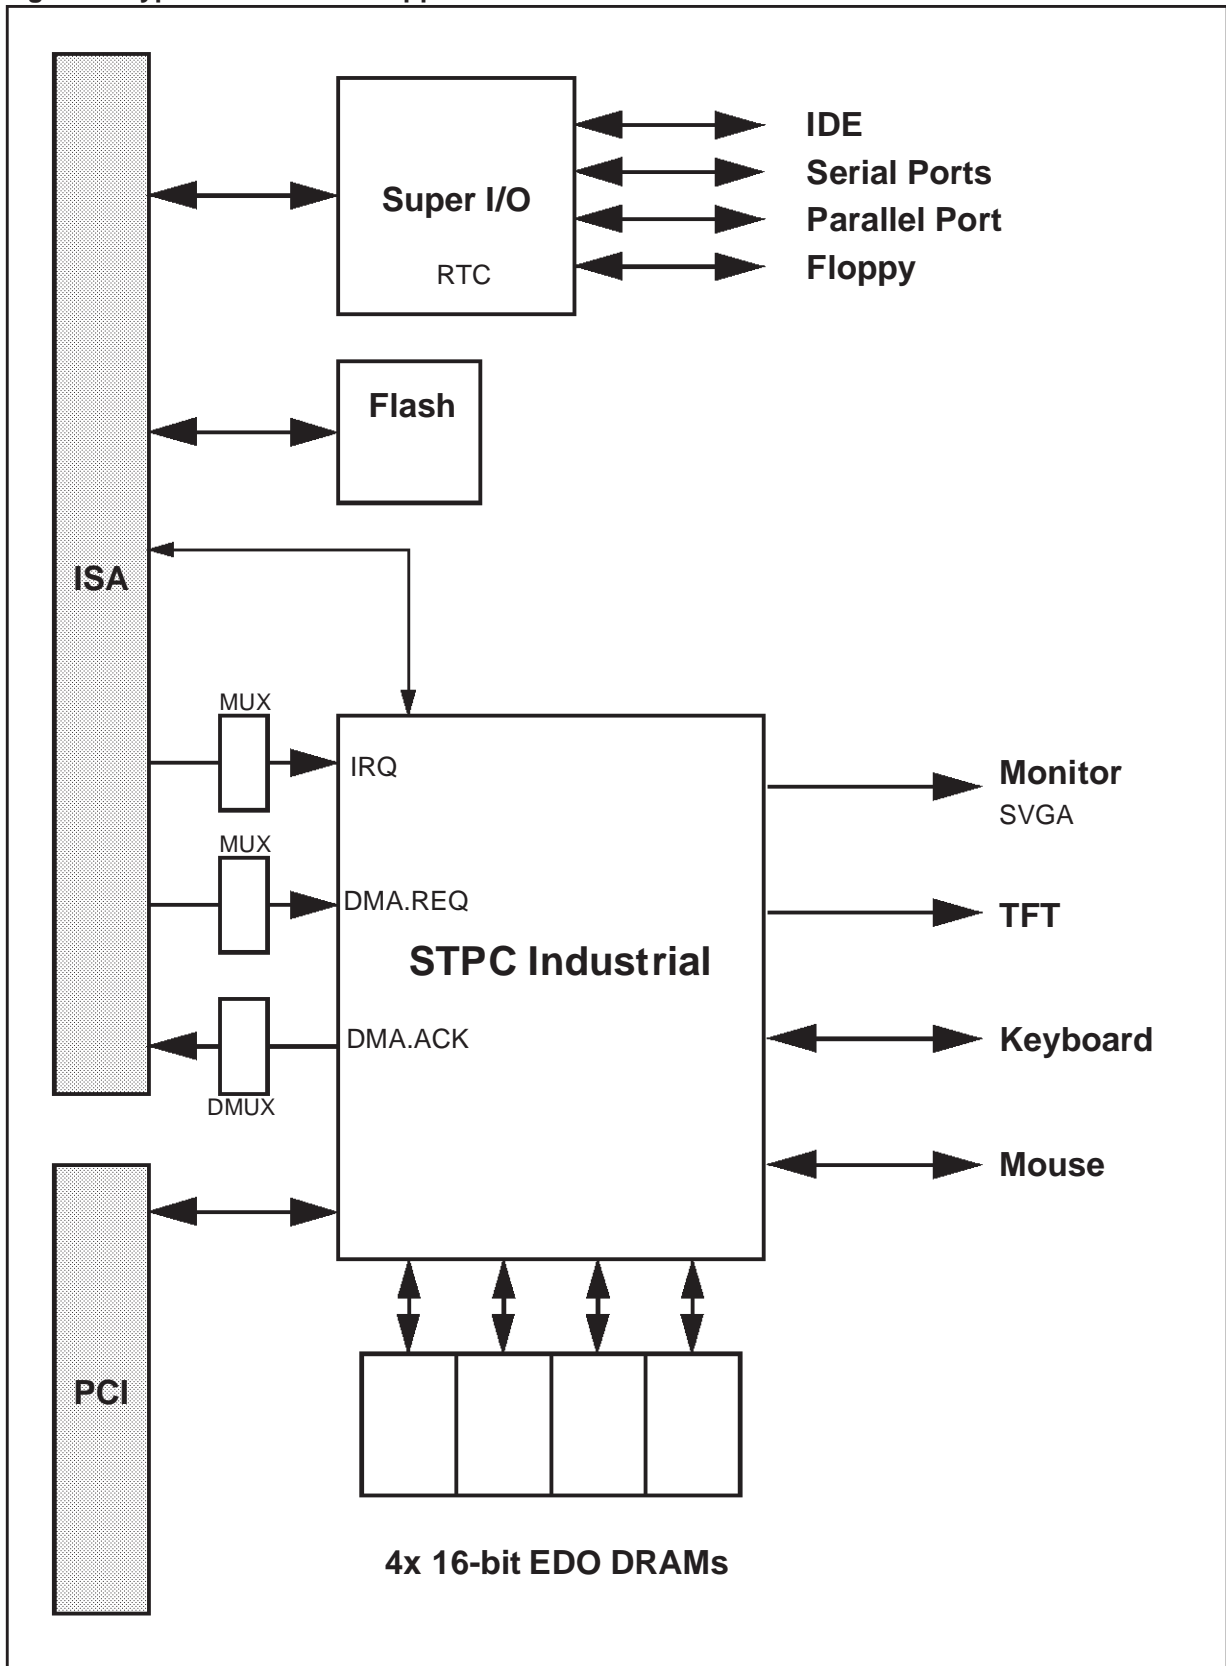 IDE
Serial Ports
Super I/O
Parallel Port
RTC
Floppy
Flash
ISA
MUX
IRQ
Monitor
SVGA
MUX
DMA.REQ
TFT
STPC Industrial
DMA.ACK
Keyboard
DMUX
Mouse
PCI
4x 16-bit EDO DRAMs